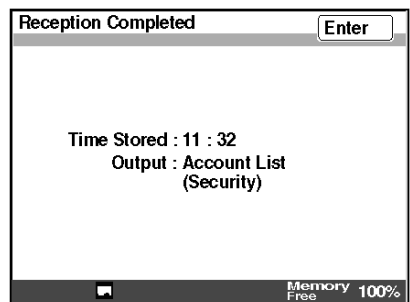 Reception Completed
Enter
Time Stored : 11 : 32
Output : Account List
(Security)
Memory
Free 100%